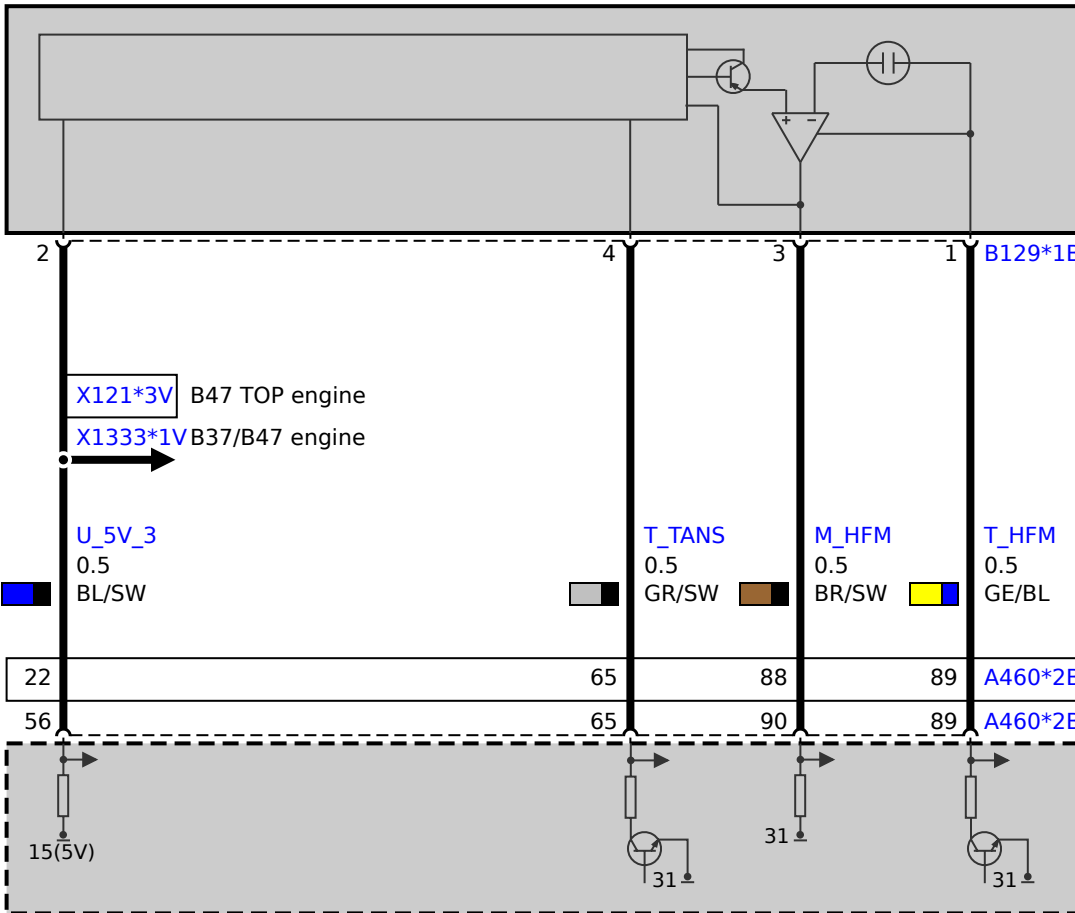 + −
2 4 3 1 B129*1B
X121*3V B47 TOP engine
X1333*1V B37/B47 engine
U_5V_3 T_TANS M_HFM T_HFM
0.5 0.5 0.5 0.5
BL/SW GR/SW BR/SW GE/BL
22 65 88 89 A460*2B
56 65 90 89 A460*2B
15(5V) 31 31 31